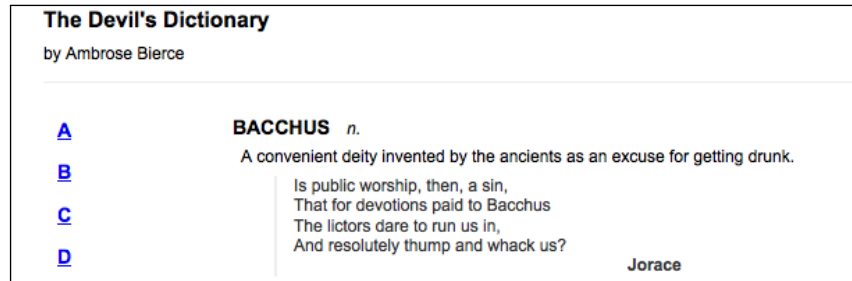 The Devil's Dictionary
by Ambrose Bierce
A
B
C
D
BACCHUS n.
A convenient deity invented by the ancients as an excuse for getting drunk.
Is public worship, then, a sin,
That for devotions paid to Bacchus
The lictors dare to run us in,
And resolutely thump and whack us?
Jorace